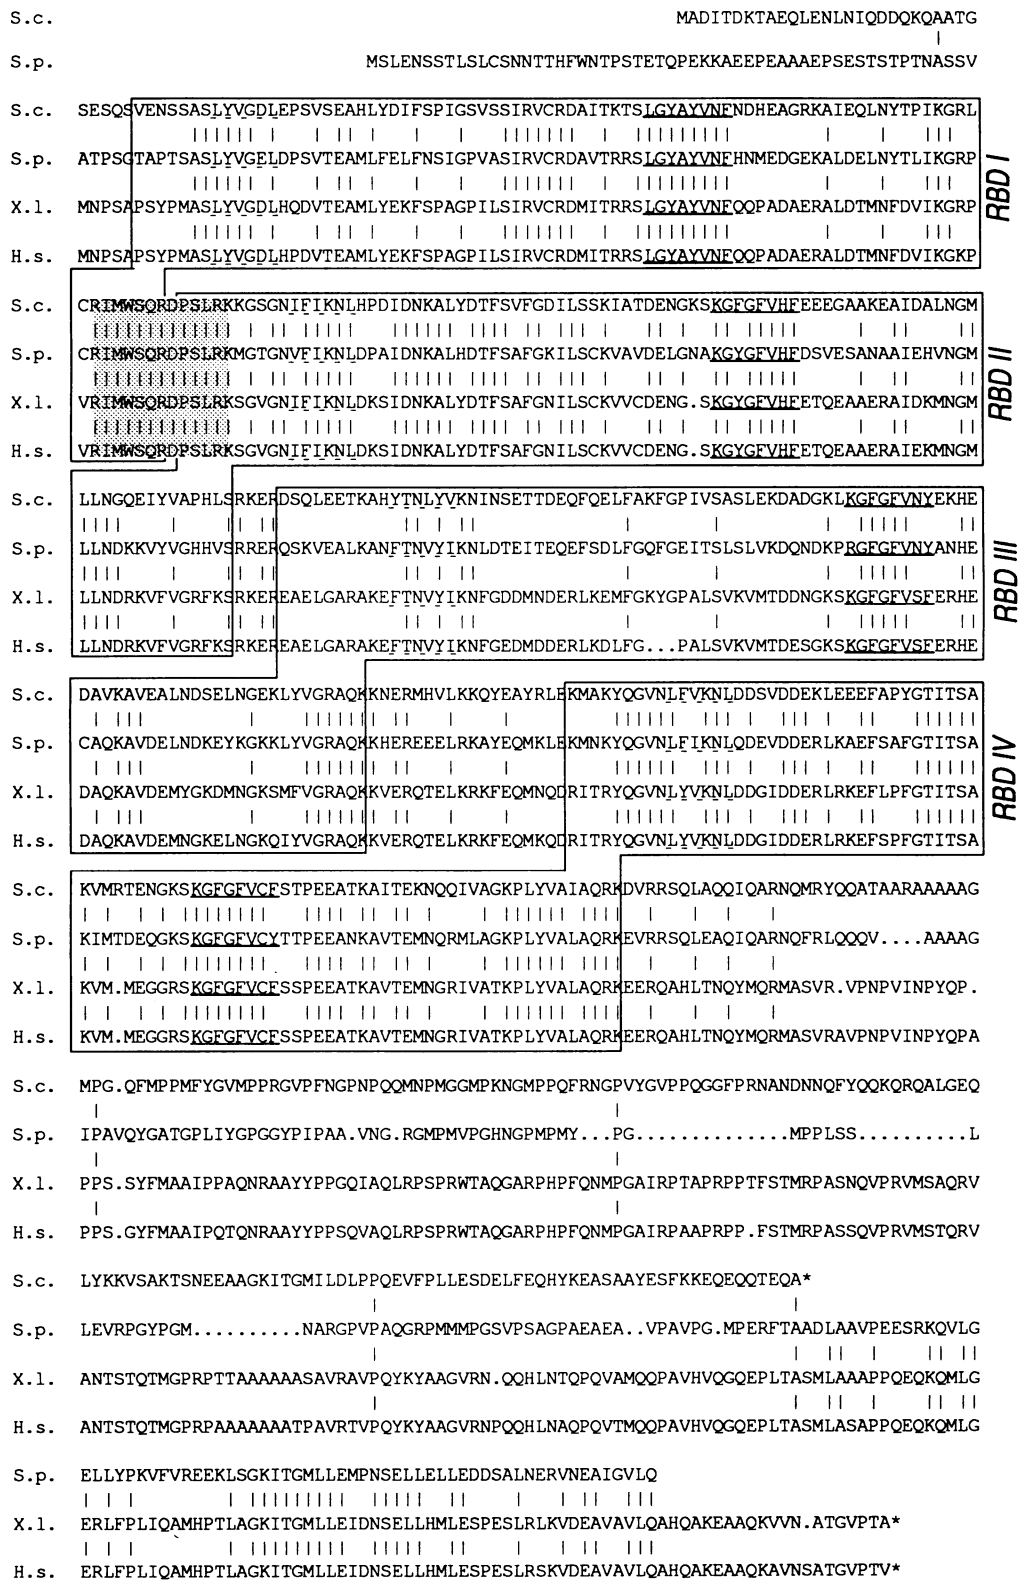 S.c. MADITDKTAEQLENLNIQDDQKQAATG
S.p. MSLENSSTLSLCSNNTTHFWNTPSTETQPEKKAEEPEAAAEPSESTSTPTNASSV
S.c. SESQSVENSSASLYVGDLEPSVSEAHLYDIFSPIGSVSSIRVCRDAITKTSLGYAYVNFNDHEAGRKAIEQLNYTPIKGRL
S.p. ATPSGTAPTSASLYVGELDPSVTEAMLFELFNSIGPVASIRVCRDAVTRRSLGYAYVNFHNMEDGEKALDELNYTLIKGRP
X.l. MNPSAPSYPMASLYVGDLHQDVTEAMLYEKFSPAGPILSIRVCRDMITRRSLGYAYVNFQQPADAERALDTMNFDVIKGRP
H.s. MNPSAPSYPMASLYVGDLHPDVTEAMLYEKFSPAGPILSIRVCRDMITRRSLGYAYVNFQQPADAERALDTMNFDVIKGKP
RBD I
S.c. CRIMWSQRDPSLRKKGSGNIFIKNLHPDIDNKALYDTFSVFGDILSSKIATDENGKSKGFGFVHFEEEGAAKEAIDALNGM
S.p. CRIMWSQRDPSLRKMGTGNVFIKNLDPAIDNKALHDTFSAFGKILSCKVAVDELGNAKGYGFVHFDSVESANAAIEHVNGM
X.l. VRIMWSQRDPSLRKSGVGNIFIKNLDKSIDNKALYDTFSAFGNILSCKVVCDENG.SKGYGFVHFETQEAAERAIDKMNGM
H.s. VRIMWSQRDPSLRKSGVGNIFIKNLDKSIDNKALYDTFSAFGNILSCKVVCDENG.SKGYGFVHFETQEAAERAIEKMNGM
RBD II
S.c. LLNGQEIYVAPHLSRKERDSQLEETKAHYTNLYVKNINSETTDEQFQELFAKFGPIVSASLEKDADGKLKGFGFVNYEKHE
S.p. LLNDKKVYVGHHVSRRERQSKVEALKANFTNVYIKNLDTEITEQEFSDLFGQFGEITSLSLVKDQNDKPRGFGFVNYANHE
X.l. LLNDRKVFVGRFKSRKEREAELGARAKEFTNVYIKNFGDDMNDERLKEMFGKYGPALSVKVMTDDNGKSKGFGFVSFERHE
H.s. LLNDRKVFVGRFKSRKEREAELGARAKEFTNVYIKNFGEDMDDERLKDLFG...PALSVKVMTDESGKSKGFGFVSFERHE
RBD III
S.c. DAVKAVEALNDSELNGEKLYVGRAQKKNERMHVLKKQYEAYRLEKMAKYQGVNLFVKNLDDSVDDEKLEEEFAPYGTITSA
S.p. CAQKAVDELNDKEYKGKKLYVGRAQKKHEREEELRKAYEQMKLEKMNKYQGVNLFIKNLQDEVDDERLKAEFSAFGTITSA
X.l. DAQKAVDEMYGKDMNGKSMFVGRAQKKVERQTELKRKFEQMNQDRITRYQGVNLYVKNLDDGIDDERLRKEFLPFGTITSA
H.s. DAQKAVDEMNGKELNGKQIYVGRAQKKVERQTELKRKFEQMKQDRITRYQGVNLYVKNLDDGIDDERLRKEFSPFGTITSA
RBD IV
S.c. KVMRTENGKSKGFGFVCFSTPEEATKAITEKNQQIVAGKPLYVAIAQRKDVRRSQLAQQIQARNQMRYQQATAARAAAAAG
S.p. KIMTDEQGKSKGFGFVCYTTPEEANKAVTEMNQRMLAGKPLYVALAQRKEVRRSQLEAQIQARNQFRLQQQV....AAAAG
X.l. KVM.MEGGRSKGFGFVCFSSPEEATKAVTEMNGRIVATKPLYVALAQRKEERQAHLTNQYMQRMASVR.VPNPVINPYQP.
H.s. KVM.MEGGRSKGFGFVCFSSPEEATKAVTEMNGRIVATKPLYVALAQRKEERQAHLTNQYMQRMASVRAVPNPVINPYQPA
S.c. MPG.QFMPPMFYGVMPPRGVPFNGPNPQQMNPMGGMPKNGMPPQFRNGPVYGVPPQGGFPRNANDNNQFYQQKQRQALGEQ
S.p. IPAVQYGATGPLIYGPGGYPIPAA.VNG.RGMPMVPGHNGPMPMY...PG..............MPPLSS..........L
X.l. PPS.SYFMAAIPPAQNRAAYYPPGQIAQLRPSPRWTAQGARPHPFQNMPGAIRPTAPRPPTFSTMRPASNQVPRVMSAQRV
H.s. PPS.GYFMAAIPQTQNRAAYYPPSQVAQLRPSPRWTAQGARPHPFQNMPGAIRPAAPRPP.FSTMRPASSQVPRVMSTQRV
S.c. LYKKVSAKTSNEEAAGKITGMILDLPPQEVFPLLESDELFEQHYKEASAAYESFKKEQEQQTEQA*
S.p. LEVRPGYPGM..........NARGPVPAQGRPMMMPGSVPSAGPAEAEA..VPAVPG.MPERFTAADLAAVPEESRKQVLG
X.l. ANTSTQTMGPRPTTAAAAAASAVRAVPQYKYAAGVRN.QQHLNTQPQVAMQQPAVHVQGQEPLTASMLAAAPPQEQKQMLG
H.s. ANTSTQTMGPRPAAAAAAATPAVRTVPQYKYAAGVRNPQQHLNAQPQVTMQQPAVHVQGQEPLTASMLASAPPQEQKQMLG
S.p. ELLYPKVFVREEKLSGKITGMLLEMPNSELLELLEDDSALNERVNEAIGVLQ
X.l. ERLFPLIQAMHPTLAGKITGMLLEIDNSELLHMLESPESLRLKVDEAVAVLQAHQAKEAAQKVVN.ATGVPTA*
H.s. ERLFPLIQAMHPTLAGKITGMLLEIDNSELLHMLESPESLRSKVDEAVAVLQAHQAKEAAQKAVNSATGVPTV*